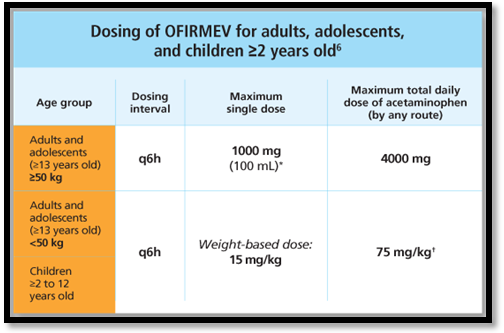 Dosing of OFIRMEV for adults, adolescents,
and children ≥2 years old⁶
Age group
Dosing
interval
Maximum
single dose
Maximum total daily
dose of acetaminophen
(by any route)
Adults and
adolescents
(≥13 years old)
≥50 kg
q6h
1000 mg
(100 mL)*
4000 mg
Adults and
adolescents
(≥13 years old)
<50 kg
Children
≥2 to 12
years old
q6h
Weight-based dose:
15 mg/kg
75 mg/kg†